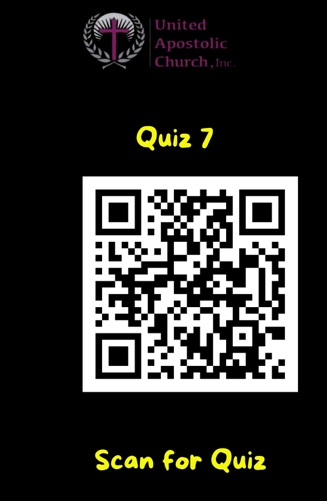 United
Apostolic
Church, Inc.
Quiz 7
Scan for Quiz